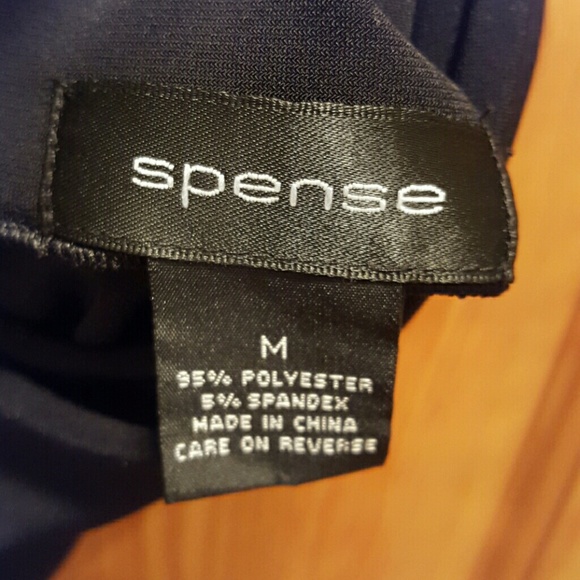 spense
M
95% POLYESTER
5% SPANDEX
MADE IN CHINA
CARE ON REVERSE